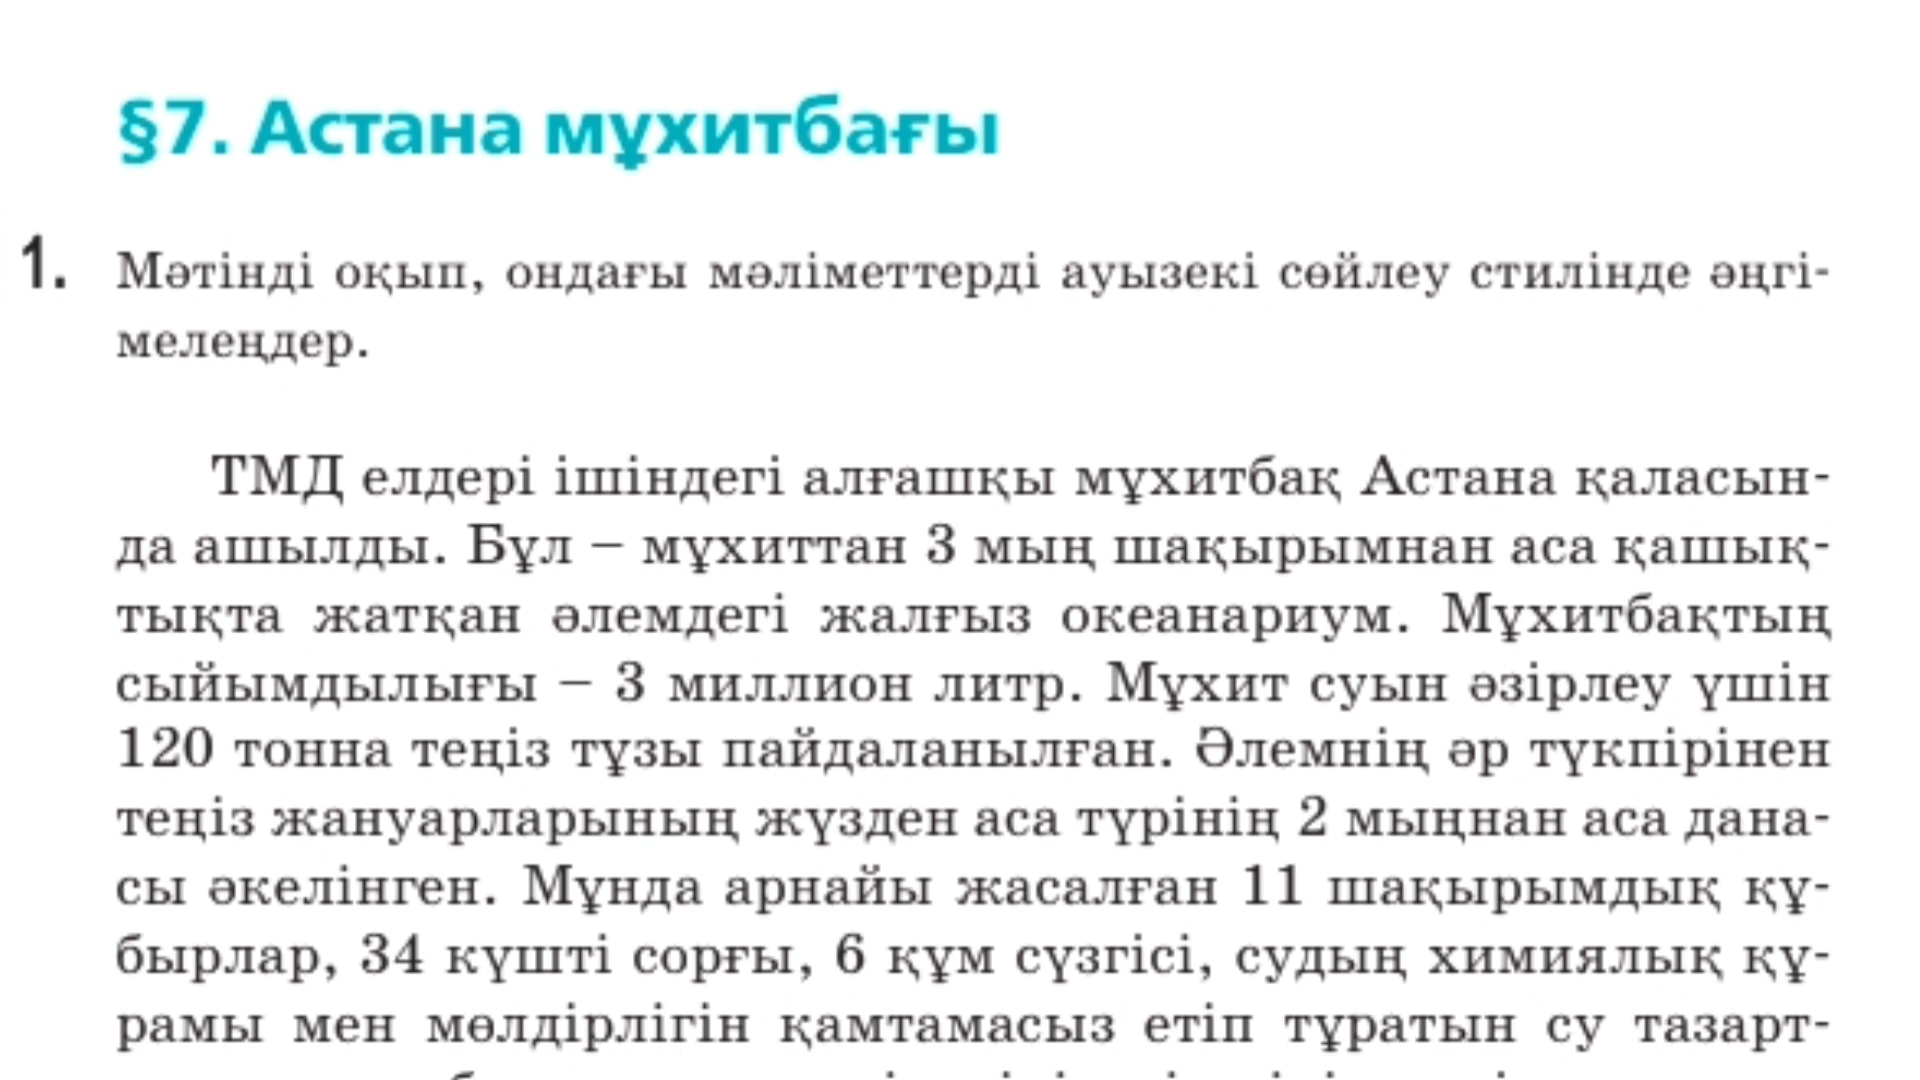 §7. Астана мұхитбағы
1. Мәтінді оқып, ондағы мәліметтерді ауызекі сөйлеу стилінде әңгі-
мелеңдер.
ТМД елдері ішіндегі алғашқы мұхитбақ Астана қаласын-
да ашылды. Бұл – мұхиттан 3 мың шақырымнан аса қашық-
тықта жатқан әлемдегі жалғыз океанариум. Мұхитбақтың
сыйымдылығы – 3 миллион литр. Мұхит суын әзірлеу үшін
120 тонна теңіз тұзы пайдаланылған. Әлемнің әр түкпірінен
теңіз жануарларының жүзден аса түрінің 2 мыңнан аса дана-
сы әкелінген. Мұнда арнайы жасалған 11 шақырымдық құ-
бырлар, 34 күшті сорғы, 6 құм сүзгісі, судың химиялық құ-
рамы мен мөлдірлігін қамтамасыз етіп тұратын су тазарт-